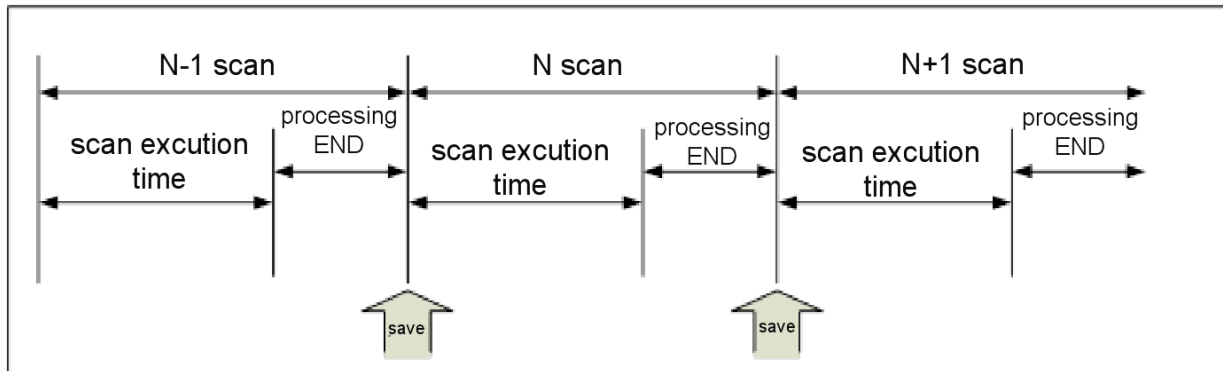 N-1 scan
N scan
N+1 scan
processing
END
scan excution
time
processing
END
scan excution
time
processing
END
scan excution
time
save
save